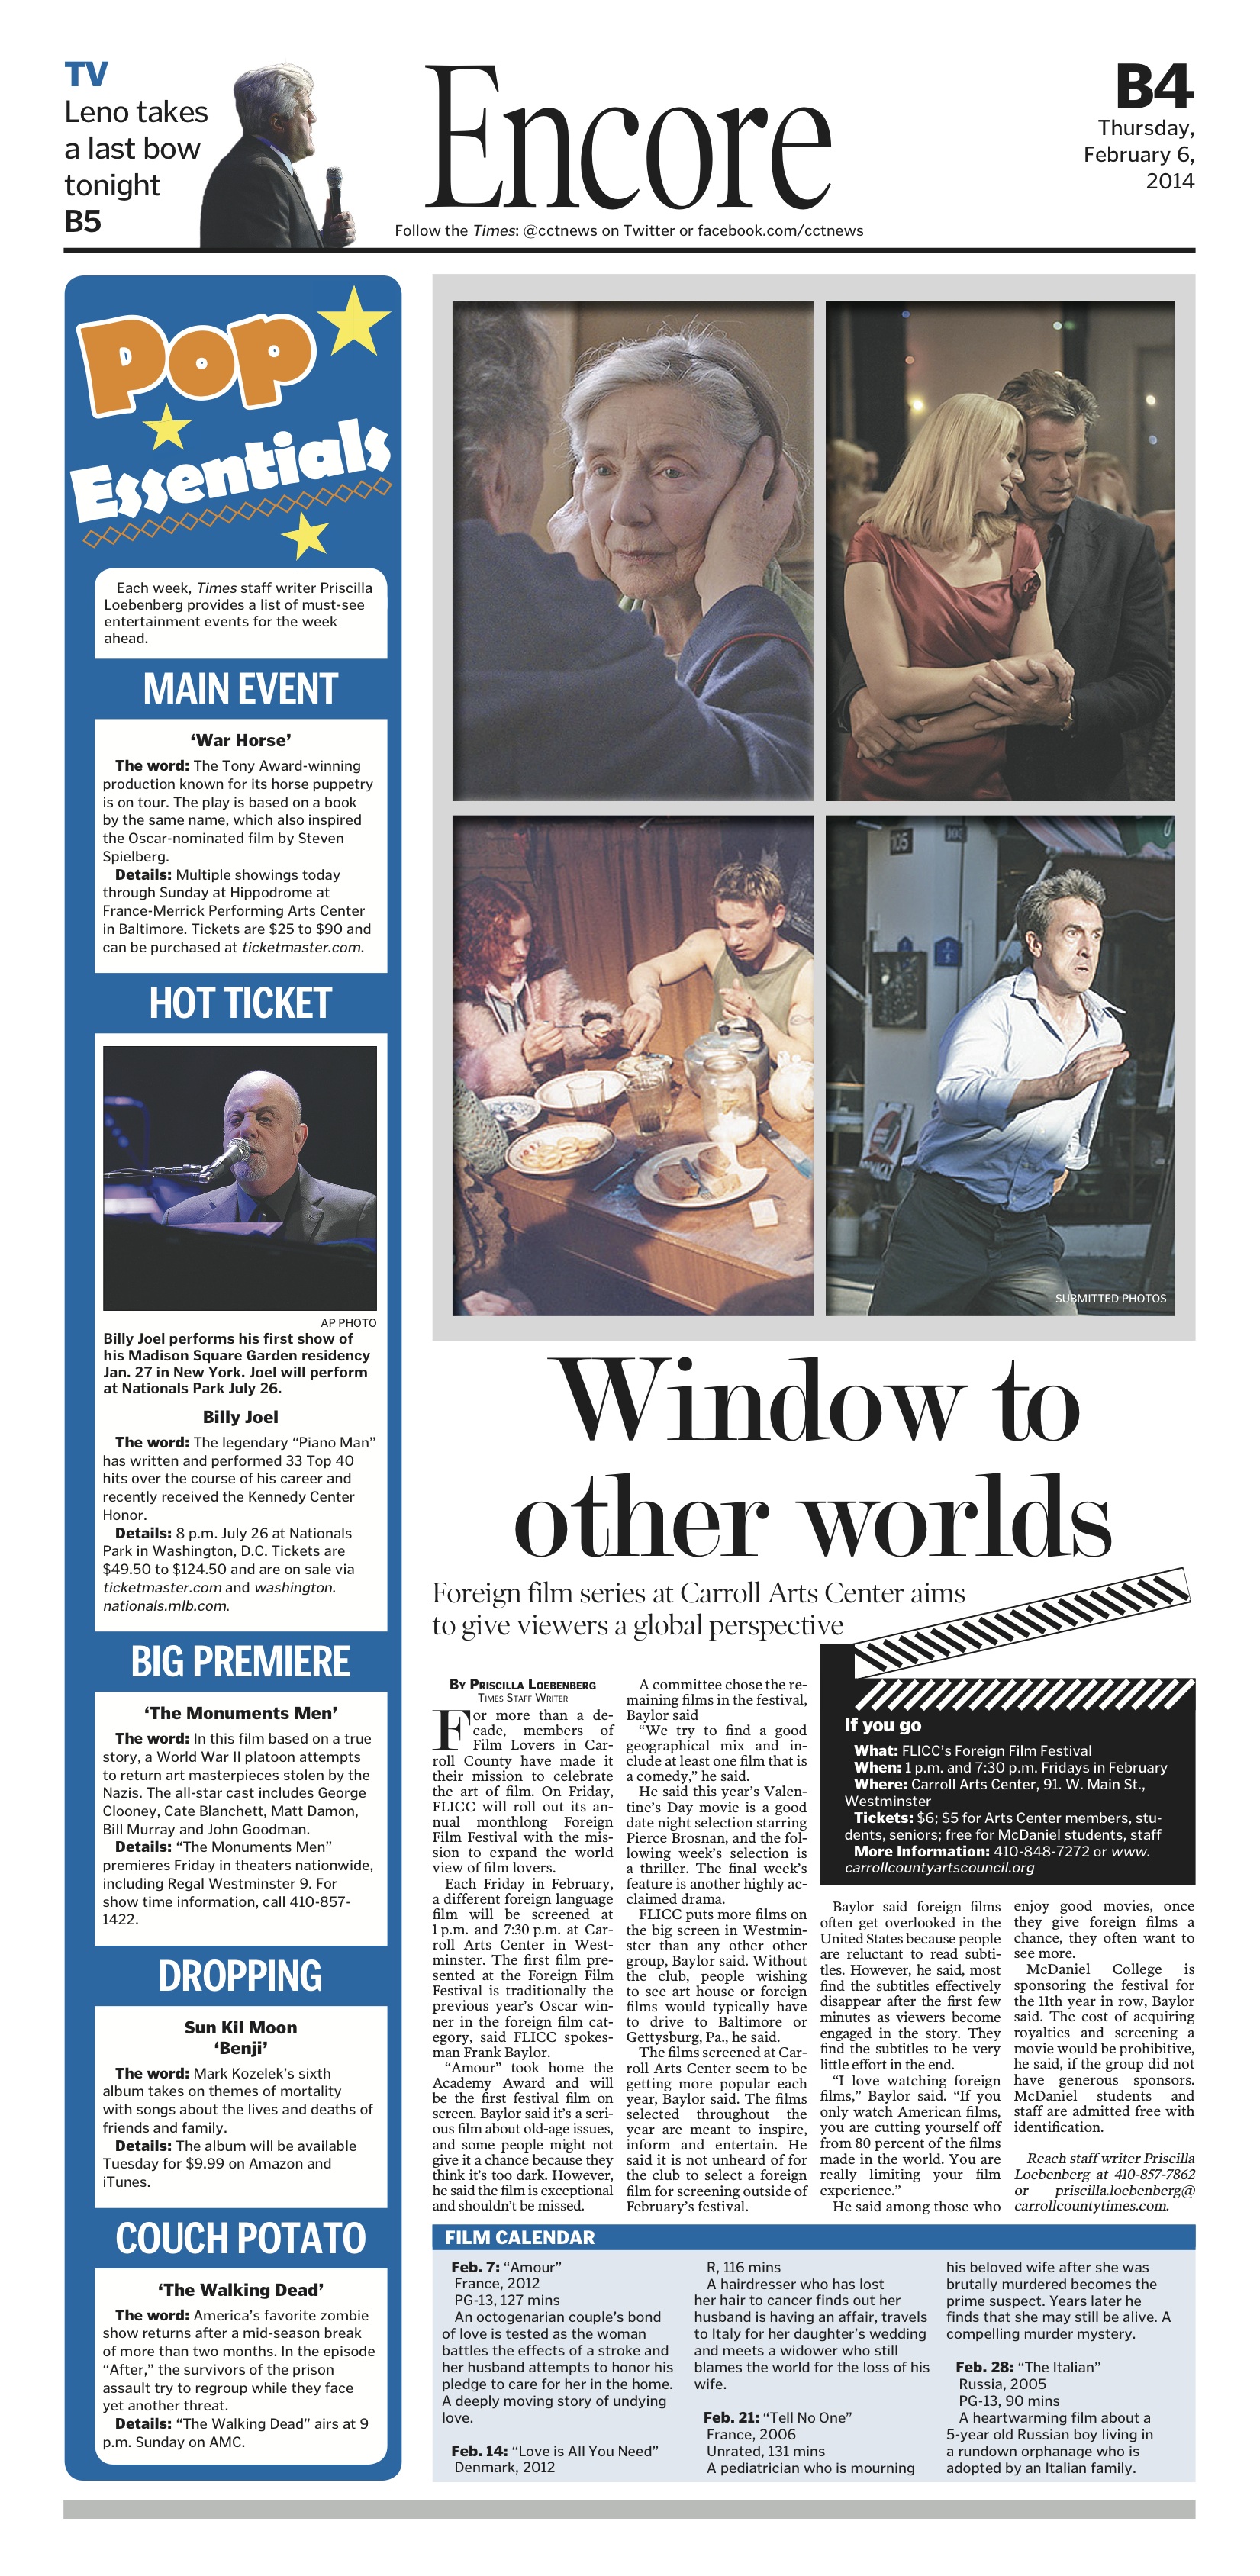 TV
Leno takes
a last bow
tonight
B5
Encore
Follow the Times: @cctnews on Twitter or facebook.com/cctnews
B4
Thursday,
February 6,
2014
Pop
Essentials
Each week, Times staff writer Priscilla
Loebenberg provides a list of must-see
entertainment events for the week
ahead.
MAIN EVENT
‘War Horse’
The word: The Tony Award-winning
production known for its horse puppetry
is on tour. The play is based on a book
by the same name, which also inspired
the Oscar-nominated film by Steven
Spielberg.
Details: Multiple showings today
through Sunday at Hippodrome at
France-Merrick Performing Arts Center
in Baltimore. Tickets are $25 to $90 and
can be purchased at ticketmaster.com.
HOT TICKET
AP PHOTO
Billy Joel performs his first show of
his Madison Square Garden residency
Jan. 27 in New York. Joel will perform
at Nationals Park July 26.
Billy Joel
The word: The legendary “Piano Man”
has written and performed 33 Top 40
hits over the course of his career and
recently received the Kennedy Center
Honor.
Details: 8 p.m. July 26 at Nationals
Park in Washington, D.C. Tickets are
$49.50 to $124.50 and are on sale via
ticketmaster.com and washington.
nationals.mlb.com.
BIG PREMIERE
‘The Monuments Men’
The word: In this film based on a true
story, a World War II platoon attempts
to return art masterpieces stolen by the
Nazis. The all-star cast includes George
Clooney, Cate Blanchett, Matt Damon,
Bill Murray and John Goodman.
Details: “The Monuments Men”
premieres Friday in theaters nationwide,
including Regal Westminster 9. For
show time information, call 410-857-
1422.
DROPPING
Sun Kil Moon
‘Benji’
The word: Mark Kozelek’s sixth
album takes on themes of mortality
with songs about the lives and deaths of
friends and family.
Details: The album will be available
Tuesday for $9.99 on Amazon and
iTunes.
COUCH POTATO
‘The Walking Dead’
The word: America’s favorite zombie
show returns after a mid-season break
of more than two months. In the episode
“After,” the survivors of the prison
assault try to regroup while they face
yet another threat.
Details: “The Walking Dead” airs at 9
p.m. Sunday on AMC.
105
SUBMITTED PHOTOS
Window to
other worlds
Foreign film series at Carroll Arts Center aims
to give viewers a global perspective
By Priscilla Loebenberg
Times Staff Writer
For more than a de-
cade, members of
Film Lovers in Car-
roll County have made it
their mission to celebrate
the art of film. On Friday,
FLICC will roll out its an-
nual monthlong Foreign
Film Festival with the mis-
sion to expand the world
view of film lovers.
Each Friday in February,
a different foreign language
film will be screened at
1 p.m. and 7:30 p.m. at Car-
roll Arts Center in West-
minster. The first film pre-
sented at the Foreign Film
Festival is traditionally the
previous year’s Oscar win-
ner in the foreign film cat-
egory, said FLICC spokes-
man Frank Baylor.
“Amour” took home the
Academy Award and will
be the first festival film on
screen. Baylor said it’s a seri-
ous film about old-age issues,
and some people might not
give it a chance because they
think it’s too dark. However,
he said the film is exceptional
and shouldn’t be missed.
A committee chose the re-
maining films in the festival,
Baylor said
“We try to find a good
geographical mix and in-
clude at least one film that is
a comedy,” he said.
He said this year’s Valen-
tine’s Day movie is a good
date night selection starring
Pierce Brosnan, and the fol-
lowing week’s selection is
a thriller. The final week’s
feature is another highly ac-
claimed drama.
FLICC puts more films on
the big screen in Westmin-
ster than any other other
group, Baylor said. Without
the club, people wishing
to see art house or foreign
films would typically have
to drive to Baltimore or
Gettysburg, Pa., he said.
The films screened at Car-
roll Arts Center seem to be
getting more popular each
year, Baylor said. The films
selected throughout the
year are meant to inspire,
inform and entertain. He
said it is not unheard of for
the club to select a foreign
film for screening outside of
February’s festival.
If you go
What: FLICC’s Foreign Film Festival
When: 1 p.m. and 7:30 p.m. Fridays in February
Where: Carroll Arts Center, 91. W. Main St.,
Westminster
Tickets: $6; $5 for Arts Center members, stu-
dents, seniors; free for McDaniel students, staff
More Information: 410-848-7272 or www.
carrollcountyartscouncil.org
Baylor said foreign films
often get overlooked in the
United States because people
are reluctant to read subti-
tles. However, he said, most
find the subtitles effectively
disappear after the first few
minutes as viewers become
engaged in the story. They
find the subtitles to be very
little effort in the end.
“I love watching foreign
films,” Baylor said. “If you
only watch American films,
you are cutting yourself off
from 80 percent of the films
made in the world. You are
really limiting your film
experience.”
He said among those who
enjoy good movies, once
they give foreign films a
chance, they often want to
see more.
McDaniel College is
sponsoring the festival for
the 11th year in row, Baylor
said. The cost of acquiring
royalties and screening a
movie would be prohibitive,
he said, if the group did not
have generous sponsors.
McDaniel students and
staff are admitted free with
identification.
Reach staff writer Priscilla
Loebenberg at 410-857-7862
or priscilla.loebenberg@
carrollcountytimes.com.
FILM CALENDAR
Feb. 7: “Amour”
France, 2012
PG-13, 127 mins
An octogenarian couple’s bond
of love is tested as the woman
battles the effects of a stroke and
her husband attempts to honor his
pledge to care for her in the home.
A deeply moving story of undying
love.
Feb. 14: “Love is All You Need”
Denmark, 2012
R, 116 mins
A hairdresser who has lost
her hair to cancer finds out her
husband is having an affair, travels
to Italy for her daughter’s wedding
and meets a widower who still
blames the world for the loss of his
wife.
Feb. 21: “Tell No One”
France, 2006
Unrated, 131 mins
A pediatrician who is mourning
his beloved wife after she was
brutally murdered becomes the
prime suspect. Years later he
finds that she may still be alive. A
compelling murder mystery.
Feb. 28: “The Italian”
Russia, 2005
PG-13, 90 mins
A heartwarming film about a
5-year old Russian boy living in
a rundown orphanage who is
adopted by an Italian family.